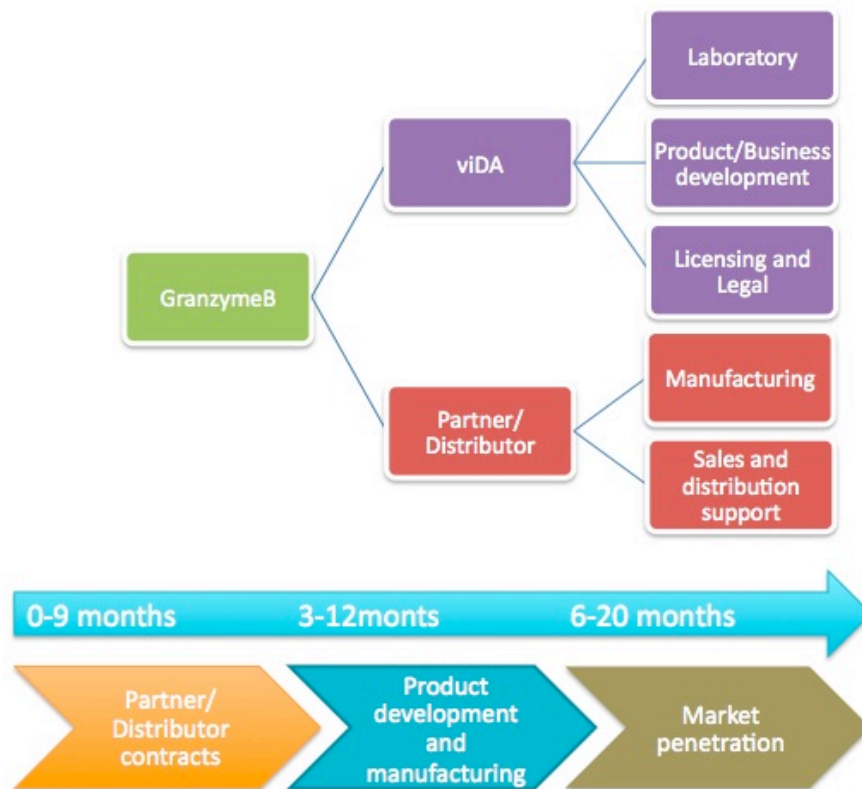 Laboratory
viDA
Product/Business
development
Licensing and
Legal
GranzymeB
Manufacturing
Partner/
Distributor
Sales and
distribution
support
0-9 months
3-12monts
6-20 months
Partner/
Distributor
contracts
Product
development
and
manufacturing
Market
penetration